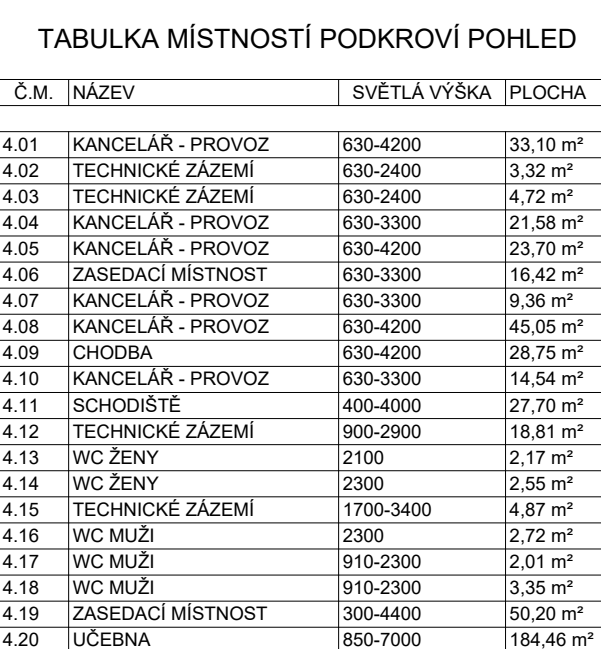 TABULKA MÍSTNOSTÍ PODKROVÍ POHLED
Č.M. NÁZEV SVĚTLÁ VÝŠKA PLOCHA
4.01 KANCELÁŘ - PROVOZ 630-4200 33,10 m²
4.02 TECHNICKÉ ZÁZEMÍ 630-2400 3,32 m²
4.03 TECHNICKÉ ZÁZEMÍ 630-2400 4,72 m²
4.04 KANCELÁŘ - PROVOZ 630-3300 21,58 m²
4.05 KANCELÁŘ - PROVOZ 630-4200 23,70 m²
4.06 ZASEDACÍ MÍSTNOST 630-3300 16,42 m²
4.07 KANCELÁŘ - PROVOZ 630-3300 9,36 m²
4.08 KANCELÁŘ - PROVOZ 630-4200 45,05 m²
4.09 CHODBA 630-4200 28,75 m²
4.10 KANCELÁŘ - PROVOZ 630-3300 14,54 m²
4.11 SCHODIŠTĚ 400-4000 27,70 m²
4.12 TECHNICKÉ ZÁZEMÍ 900-2900 18,81 m²
4.13 WC ŽENY 2100 2,17 m²
4.14 WC ŽENY 2300 2,55 m²
4.15 TECHNICKÉ ZÁZEMÍ 1700-3400 4,87 m²
4.16 WC MUŽI 2300 2,72 m²
4.17 WC MUŽI 910-2300 2,01 m²
4.18 WC MUŽI 910-2300 3,35 m²
4.19 ZASEDACÍ MÍSTNOST 300-4400 50,20 m²
4.20 UČEBNA 850-7000 184,46 m²